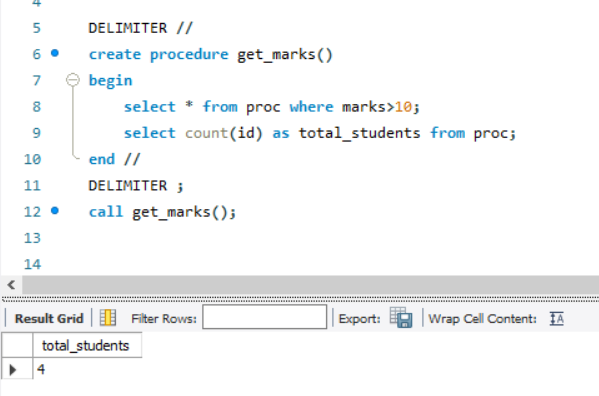 4
5 DELIMITER //
6 create procedure get_marks()
7 begin
8 select * from proc where marks>10;
9 select count(id) as total_students from proc;
10 end //
11 DELIMITER ;
12 call get_marks();
13
14
Result Grid Filter Rows: Export: Wrap Cell Content: IA
total_students
4